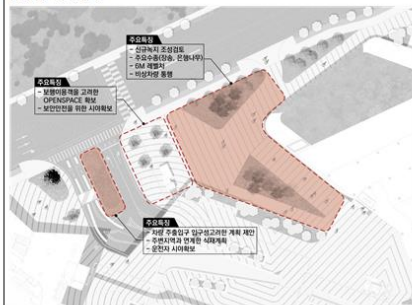 주요특징
- 신규녹지 조성검토
- 주요수종(장송, 은행나무)
- 6M 레벨차
- 비상차량 동행
주요특징
- 보행이용객을 고려한
OPENSPACE 확보
- 보안안전을 위한 시야확보
주요특징
- 차량 주출입구 입구성고려한 계획 제안
- 주변지역과 연계한 식재계획
- 운전자 시야확보